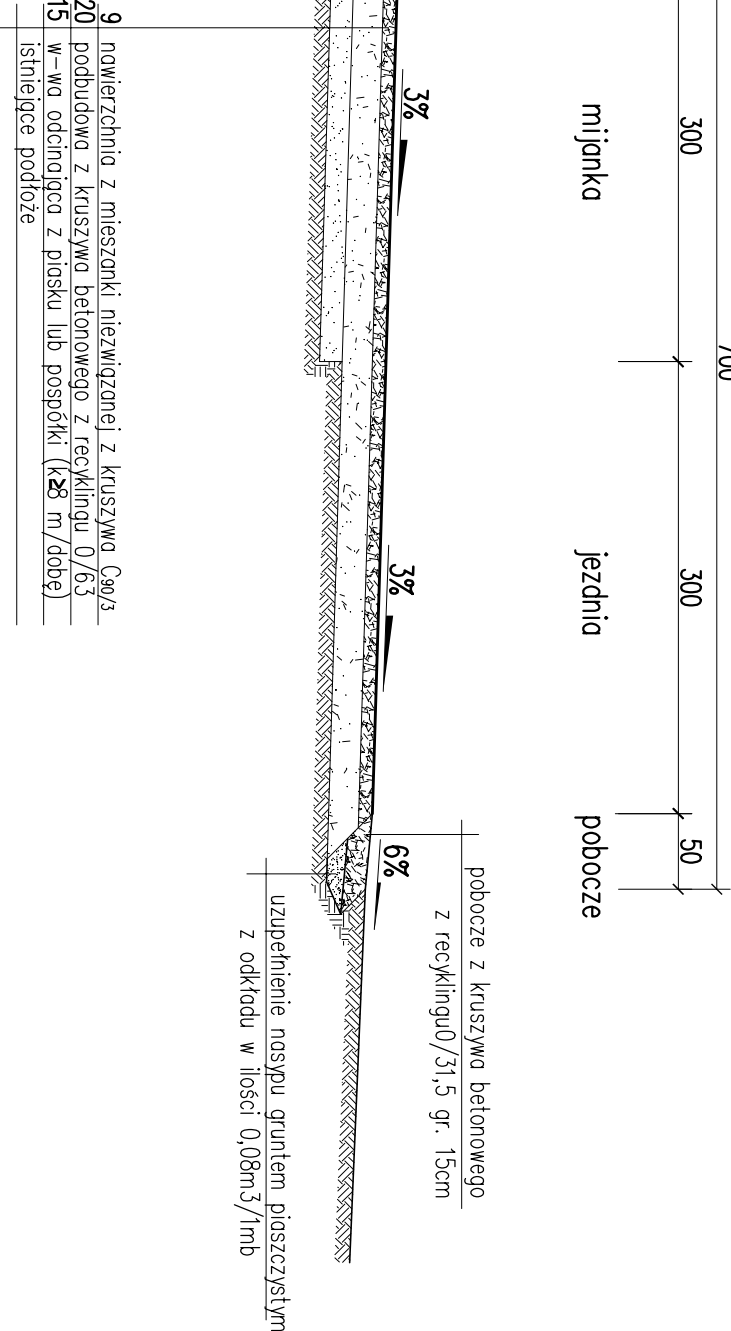 700
300
300
50
mijanka
jezdnia
pobocze
pobocze z kruszywa betonowego
z recyklingu0/31,5 gr. 15cm
3%
3%
6%
uzupełnienie nasypu gruntem piaszczystym
z odkładu w ilości 0,08m3/1mb
9 nawierzchnia z mieszanki niezwiązanej z kruszywa C90/3
20 podbudowa z kruszywa betonowego z recyklingu 0/63
15 w-wa odcinająca z piasku lub pospółki (k≥8 m/dobę)
istniejące podłoże